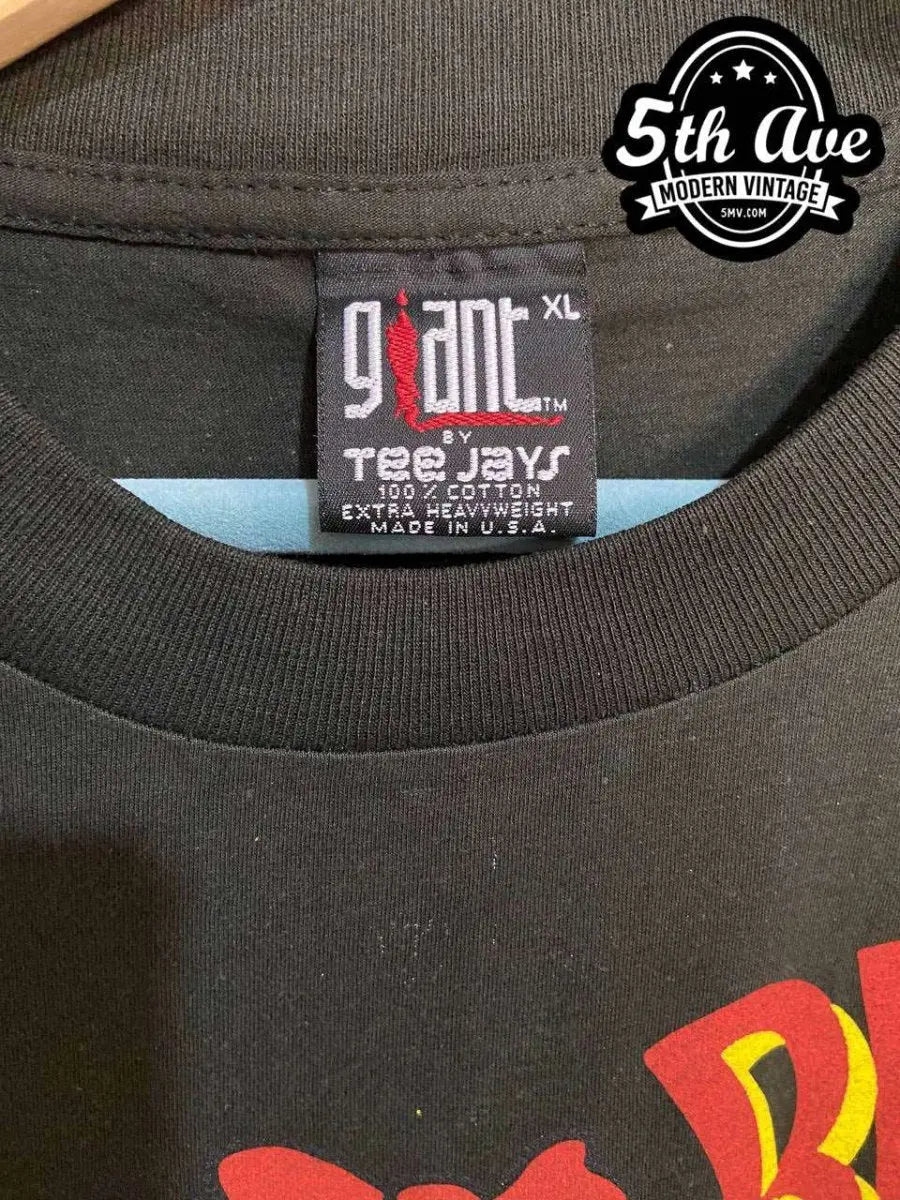 5th Ave
MODERN VINTAGE
5MV.COM
giant XL
TM
BY
Tee Jays
100% COTTON
EXTRA HEAVYWEIGHT
MADE IN U.S.A.